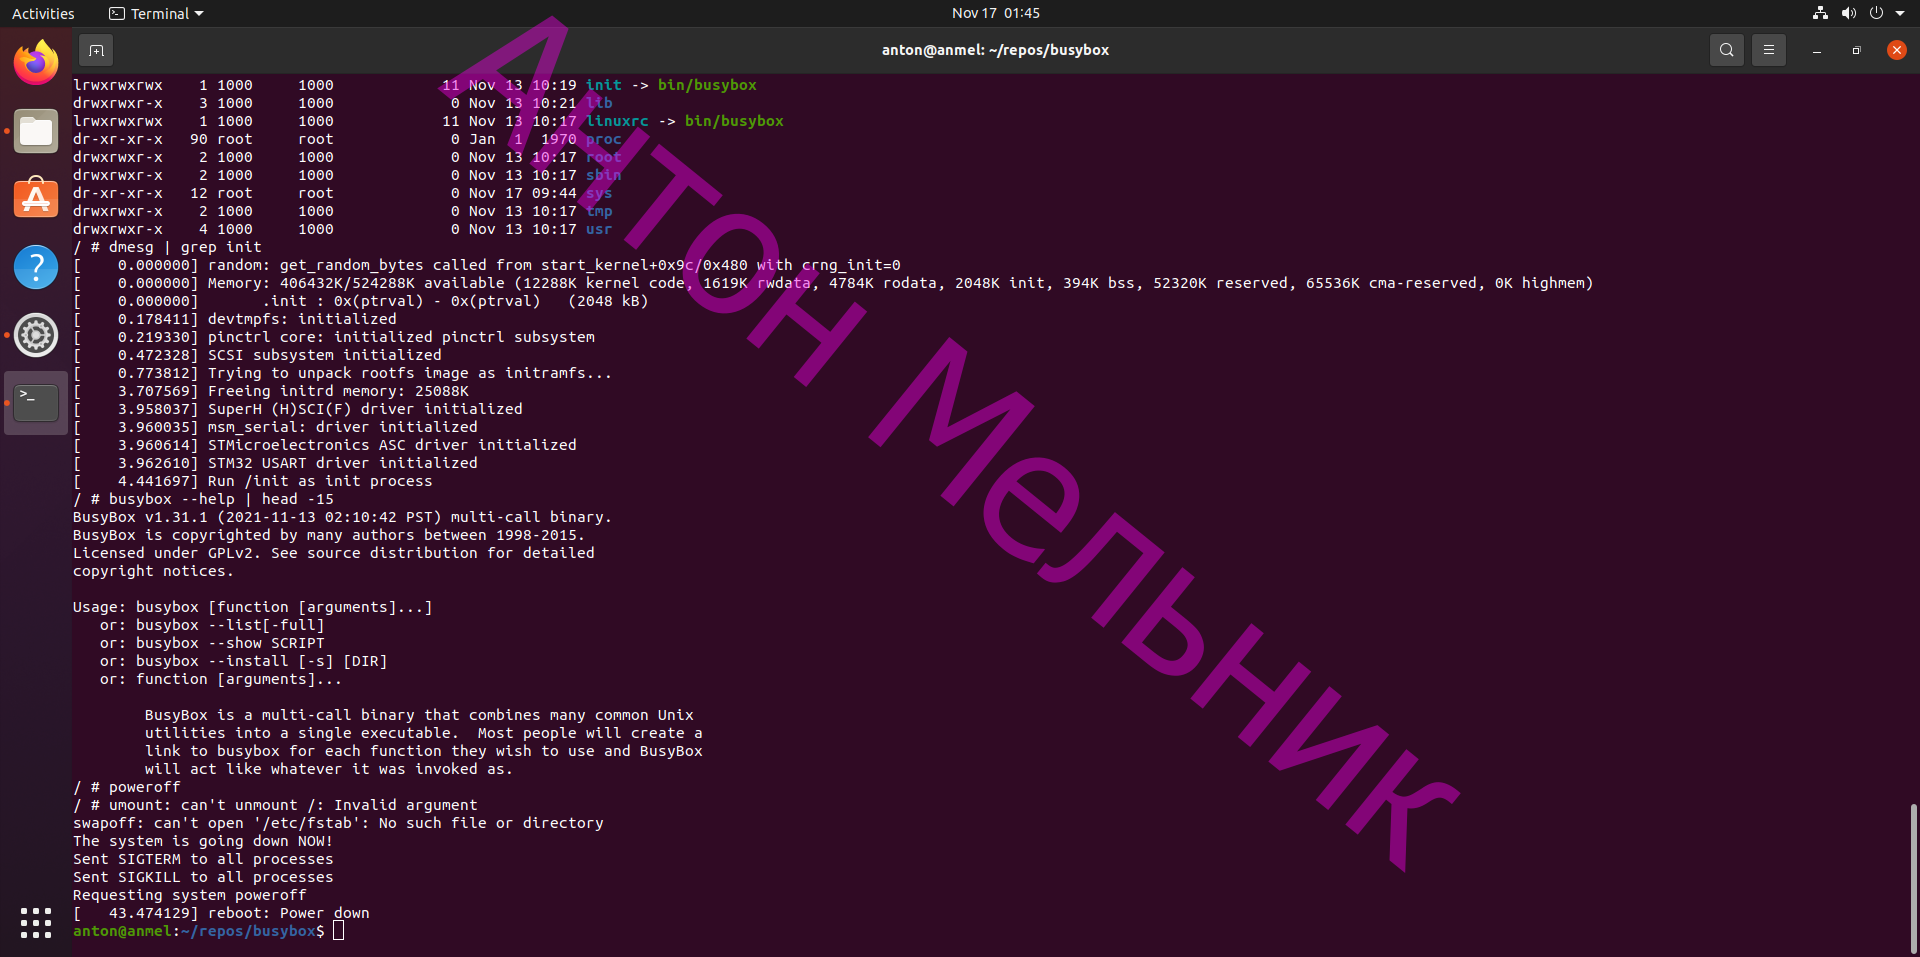 Activities Terminal Nov 17 01:45
anton@anmel: ~/repos/busybox
lrwxrwxrwx    1 1000     1000            11 Nov 13 10:19 init -> bin/busybox
drwxrwxr-x    3 1000     1000             0 Nov 13 10:21 lib
lrwxrwxrwx    1 1000     1000            11 Nov 13 10:17 linuxrc -> bin/busybox
dr-xr-xr-x   90 root     root             0 Jan  1  1970 proc
drwxrwxr-x    2 1000     1000             0 Nov 13 10:17 root
drwxrwxr-x    2 1000     1000             0 Nov 13 10:17 sbin
dr-xr-xr-x   12 root     root             0 Nov 17 09:44 sys
drwxrwxr-x    2 1000     1000             0 Nov 13 10:17 tmp
drwxrwxr-x    4 1000     1000             0 Nov 13 10:17 usr
/ # dmesg | grep init
[    0.000000] random: get_random_bytes called from start_kernel+0x9c/0x480 with crng_init=0
[    0.000000] Memory: 406432K/524288K available (12288K kernel code, 1619K rwdata, 4784K rodata, 2048K init, 394K bss, 52320K reserved, 65536K cma-reserved, 0K highmem)
[    0.000000]       .init : 0x(ptrval) - 0x(ptrval)   (2048 kB)
[    0.178411] devtmpfs: initialized
[    0.219330] pinctrl core: initialized pinctrl subsystem
[    0.472328] SCSI subsystem initialized
[    0.773812] Trying to unpack rootfs image as initramfs...
[    3.707569] Freeing initrd memory: 25088K
[    3.958037] SuperH (H)SCI(F) driver initialized
[    3.960035] msm_serial: driver initialized
[    3.960614] STMicroelectronics ASC driver initialized
[    3.962610] STM32 USART driver initialized
[    4.441697] Run /init as init process
/ # busybox --help | head -15
BusyBox v1.31.1 (2021-11-13 02:10:42 PST) multi-call binary.
BusyBox is copyrighted by many authors between 1998-2015.
Licensed under GPLv2. See source distribution for detailed
copyright notices.
Usage: busybox [function [arguments]...]
   or: busybox --list[-full]
   or: busybox --show SCRIPT
   or: busybox --install [-s] [DIR]
   or: function [arguments]...
        BusyBox is a multi-call binary that combines many common Unix
        utilities into a single executable.  Most people will create a
        link to busybox for each function they wish to use and BusyBox
        will act like whatever it was invoked as.
/ # poweroff
/ # umount: can't unmount /: Invalid argument
swapoff: can't open '/etc/fstab': No such file or directory
The system is going down NOW!
Sent SIGTERM to all processes
Sent SIGKILL to all processes
Requesting system poweroff
[   43.474129] reboot: Power down
anton@anmel:~/repos/busybox$
Антон Мельник